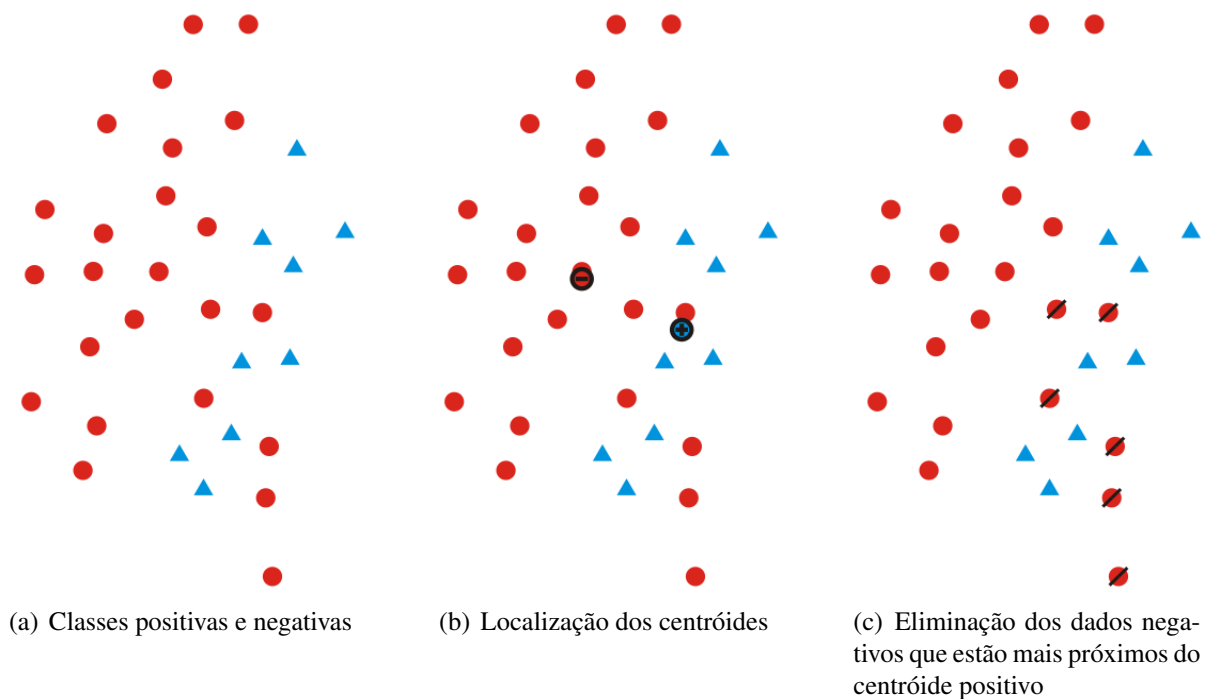 (a) Classes positivas e negativas
(b) Localização dos centróides
(c) Eliminação dos dados nega-
tivos que estão mais próximos do
centróide positivo